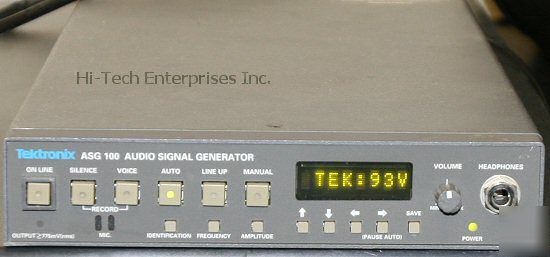 Hi-Tech Enterprises Inc.
Tektronix ASG 100 AUDIO SIGNAL GENERATOR
ON LINE SILENCE VOICE AUTO LINE UP MANUAL
TEK:93V
VOLUME HEADPHONES
RECORD
MIC.
IDENTIFICATION FREQUENCY AMPLITUDE
SAVE
(PAUSE AUTO)
POWER